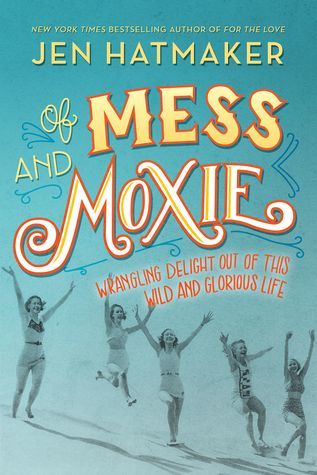 NEW YORK TIMES BESTSELLING AUTHOR OF FOR THE LOVE
JEN HATMAKER
Of MESS
AND
MOXIE
WRANGLING DELIGHT OUT OF THIS
WILD AND GLORIOUS LIFE